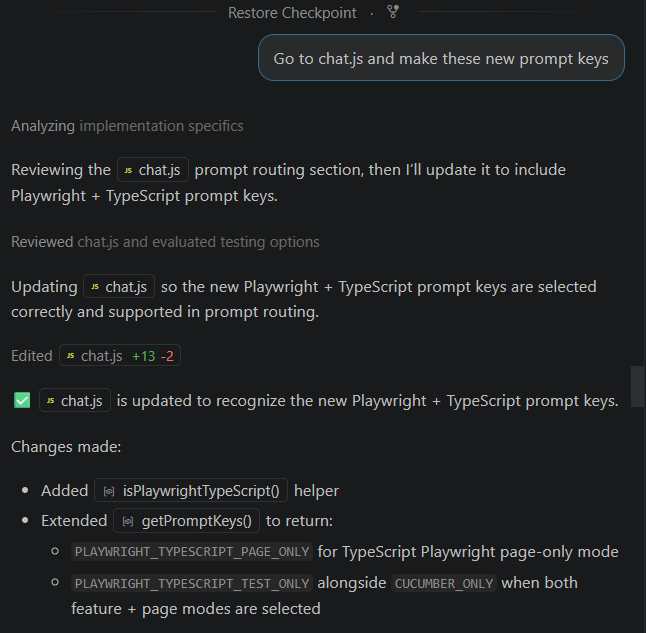 Restore Checkpoint ·
Go to chat.js and make these new prompt keys
Analyzing implementation specifics
Reviewing the JS chat.js prompt routing section, then I'll update it to include
Playwright + TypeScript prompt keys.
Reviewed chat.js and evaluated testing options
Updating JS chat.js so the new Playwright + TypeScript prompt keys are selected
correctly and supported in prompt routing.
Edited JS chat.js +13 -2
✅ JS chat.js is updated to recognize the new Playwright + TypeScript prompt keys.
Changes made:
• Added isPlaywrightTypeScript() helper
• Extended getPromptKeys() to return:
○ PLAYWRIGHT_TYPESCRIPT_PAGE_ONLY for TypeScript Playwright page-only mode
○ PLAYWRIGHT_TYPESCRIPT_TEST_ONLY alongside CUCUMBER_ONLY when both
feature + page modes are selected